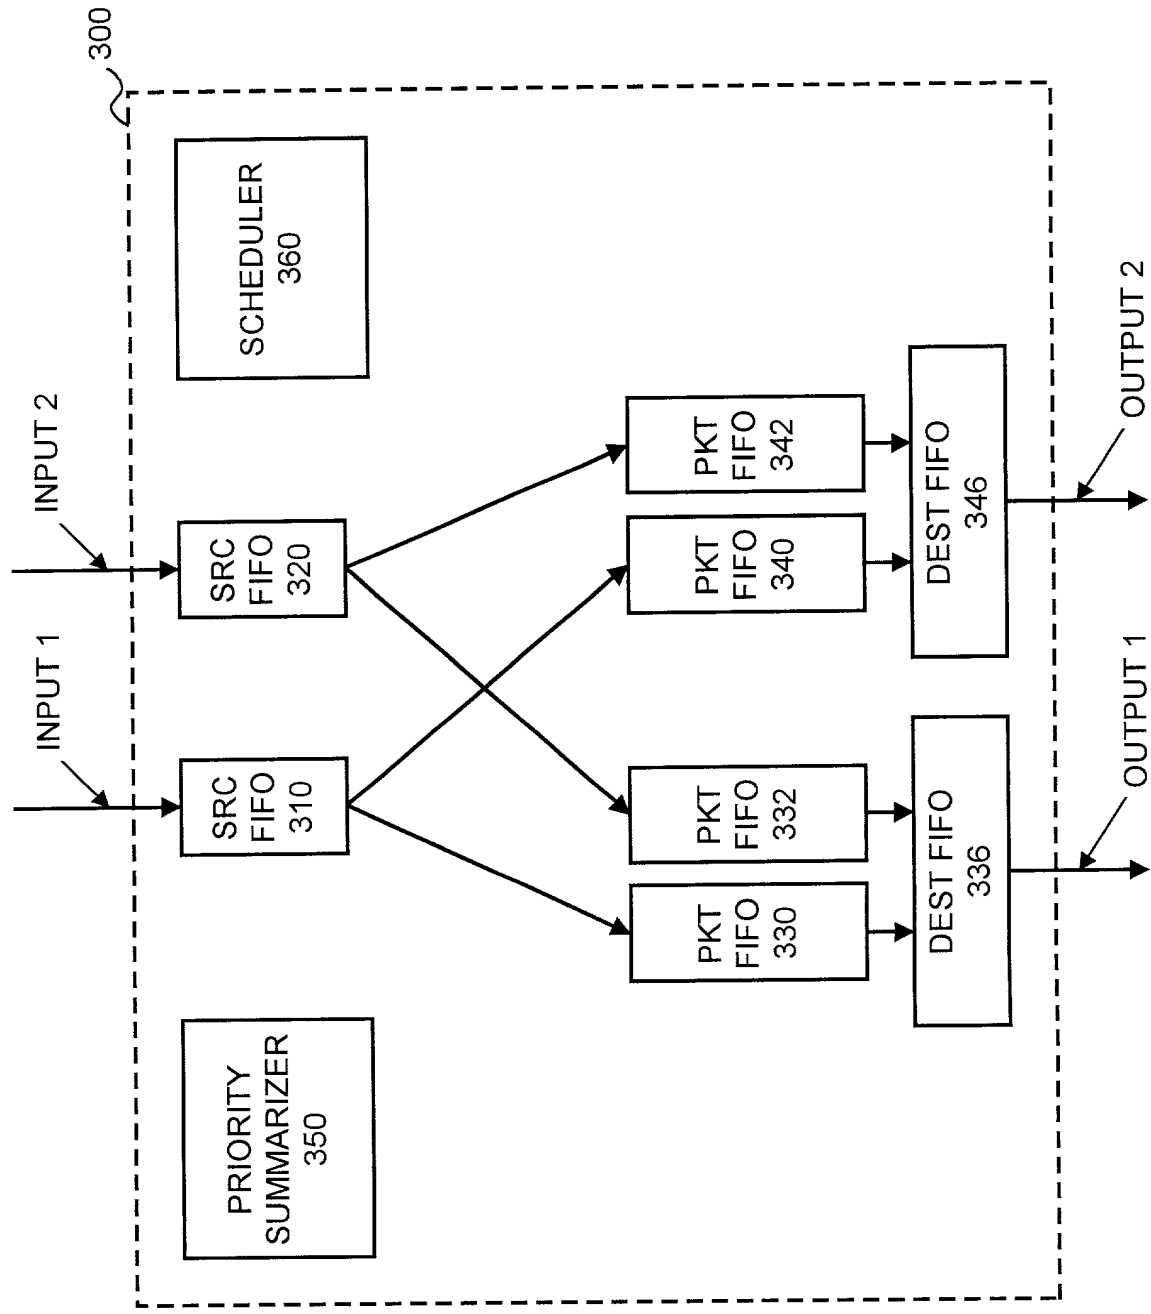 300
INPUT 1
INPUT 2
PRIORITY
SUMMARIZER
350
SRC
FIFO
310
SRC
FIFO
320
SCHEDULER
360
PKT
FIFO
330
PKT
FIFO
332
PKT
FIFO
340
PKT
FIFO
342
DEST FIFO
336
DEST FIFO
346
OUTPUT 1
OUTPUT 2